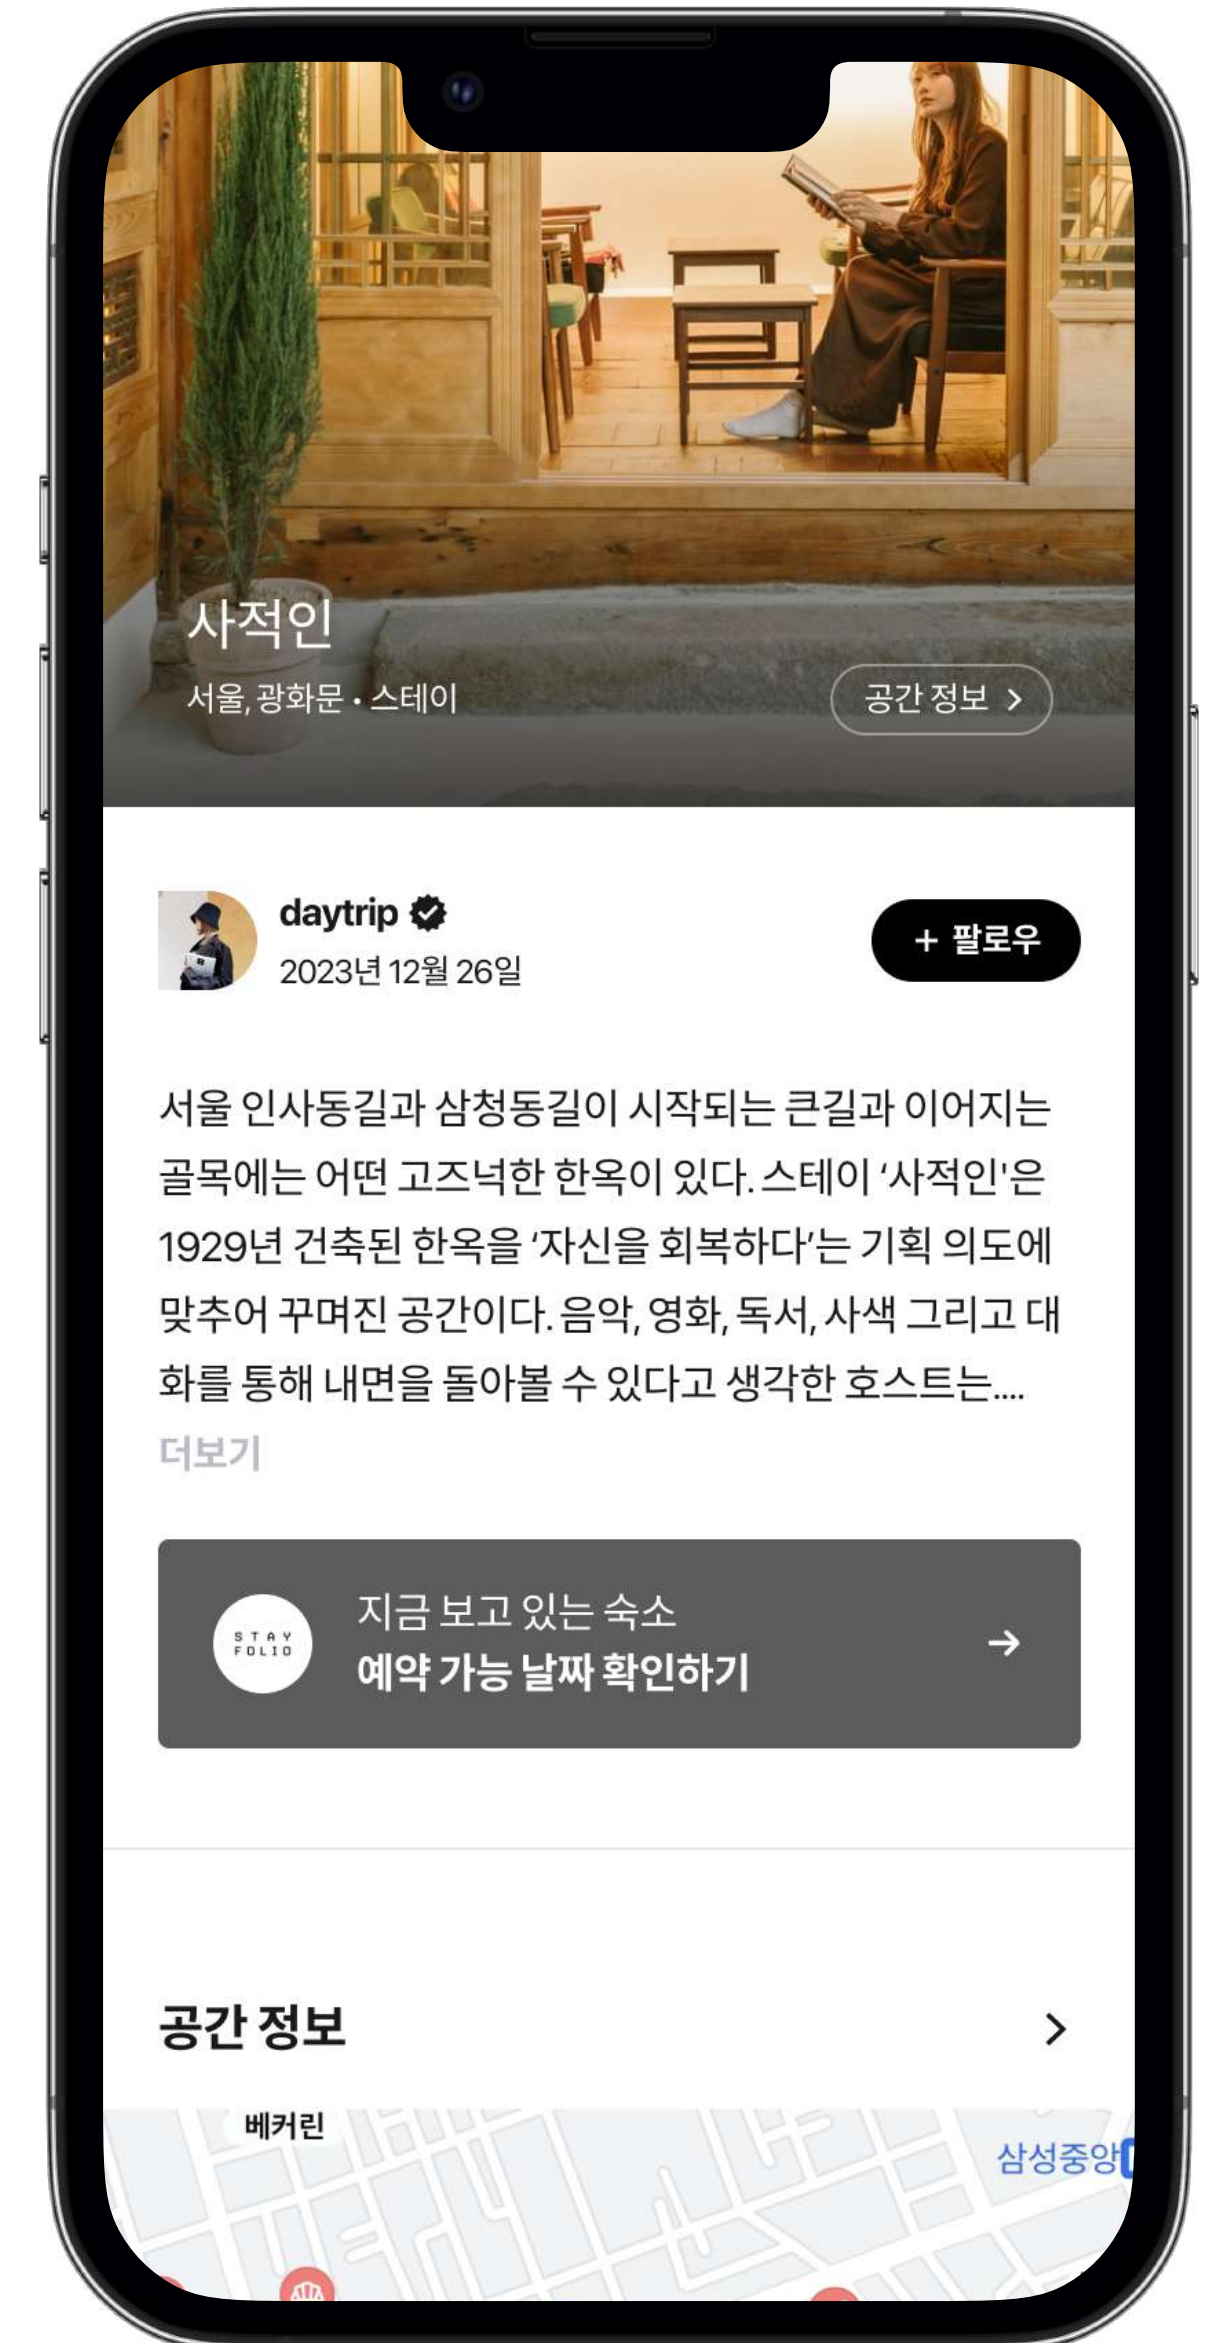 사적인
서울, 광화문 • 스테이
공간 정보 >
daytrip
2023년 12월 26일
+ 팔로우
서울 인사동길과 삼청동길이 시작되는 큰길과 이어지는
골목에는 어떤 고즈넉한 한옥이 있다. 스테이 ‘사적인'은
1929년 건축된 한옥을 ‘자신을 회복하다’는 기획 의도에
맞추어 꾸며진 공간이다. 음악, 영화, 독서, 사색 그리고 대
화를 통해 내면을 돌아볼 수 있다고 생각한 호스트는....
더보기
STAY
FOLIO
지금 보고 있는 숙소
예약 가능 날짜 확인하기
공간 정보
베커린
삼성중앙